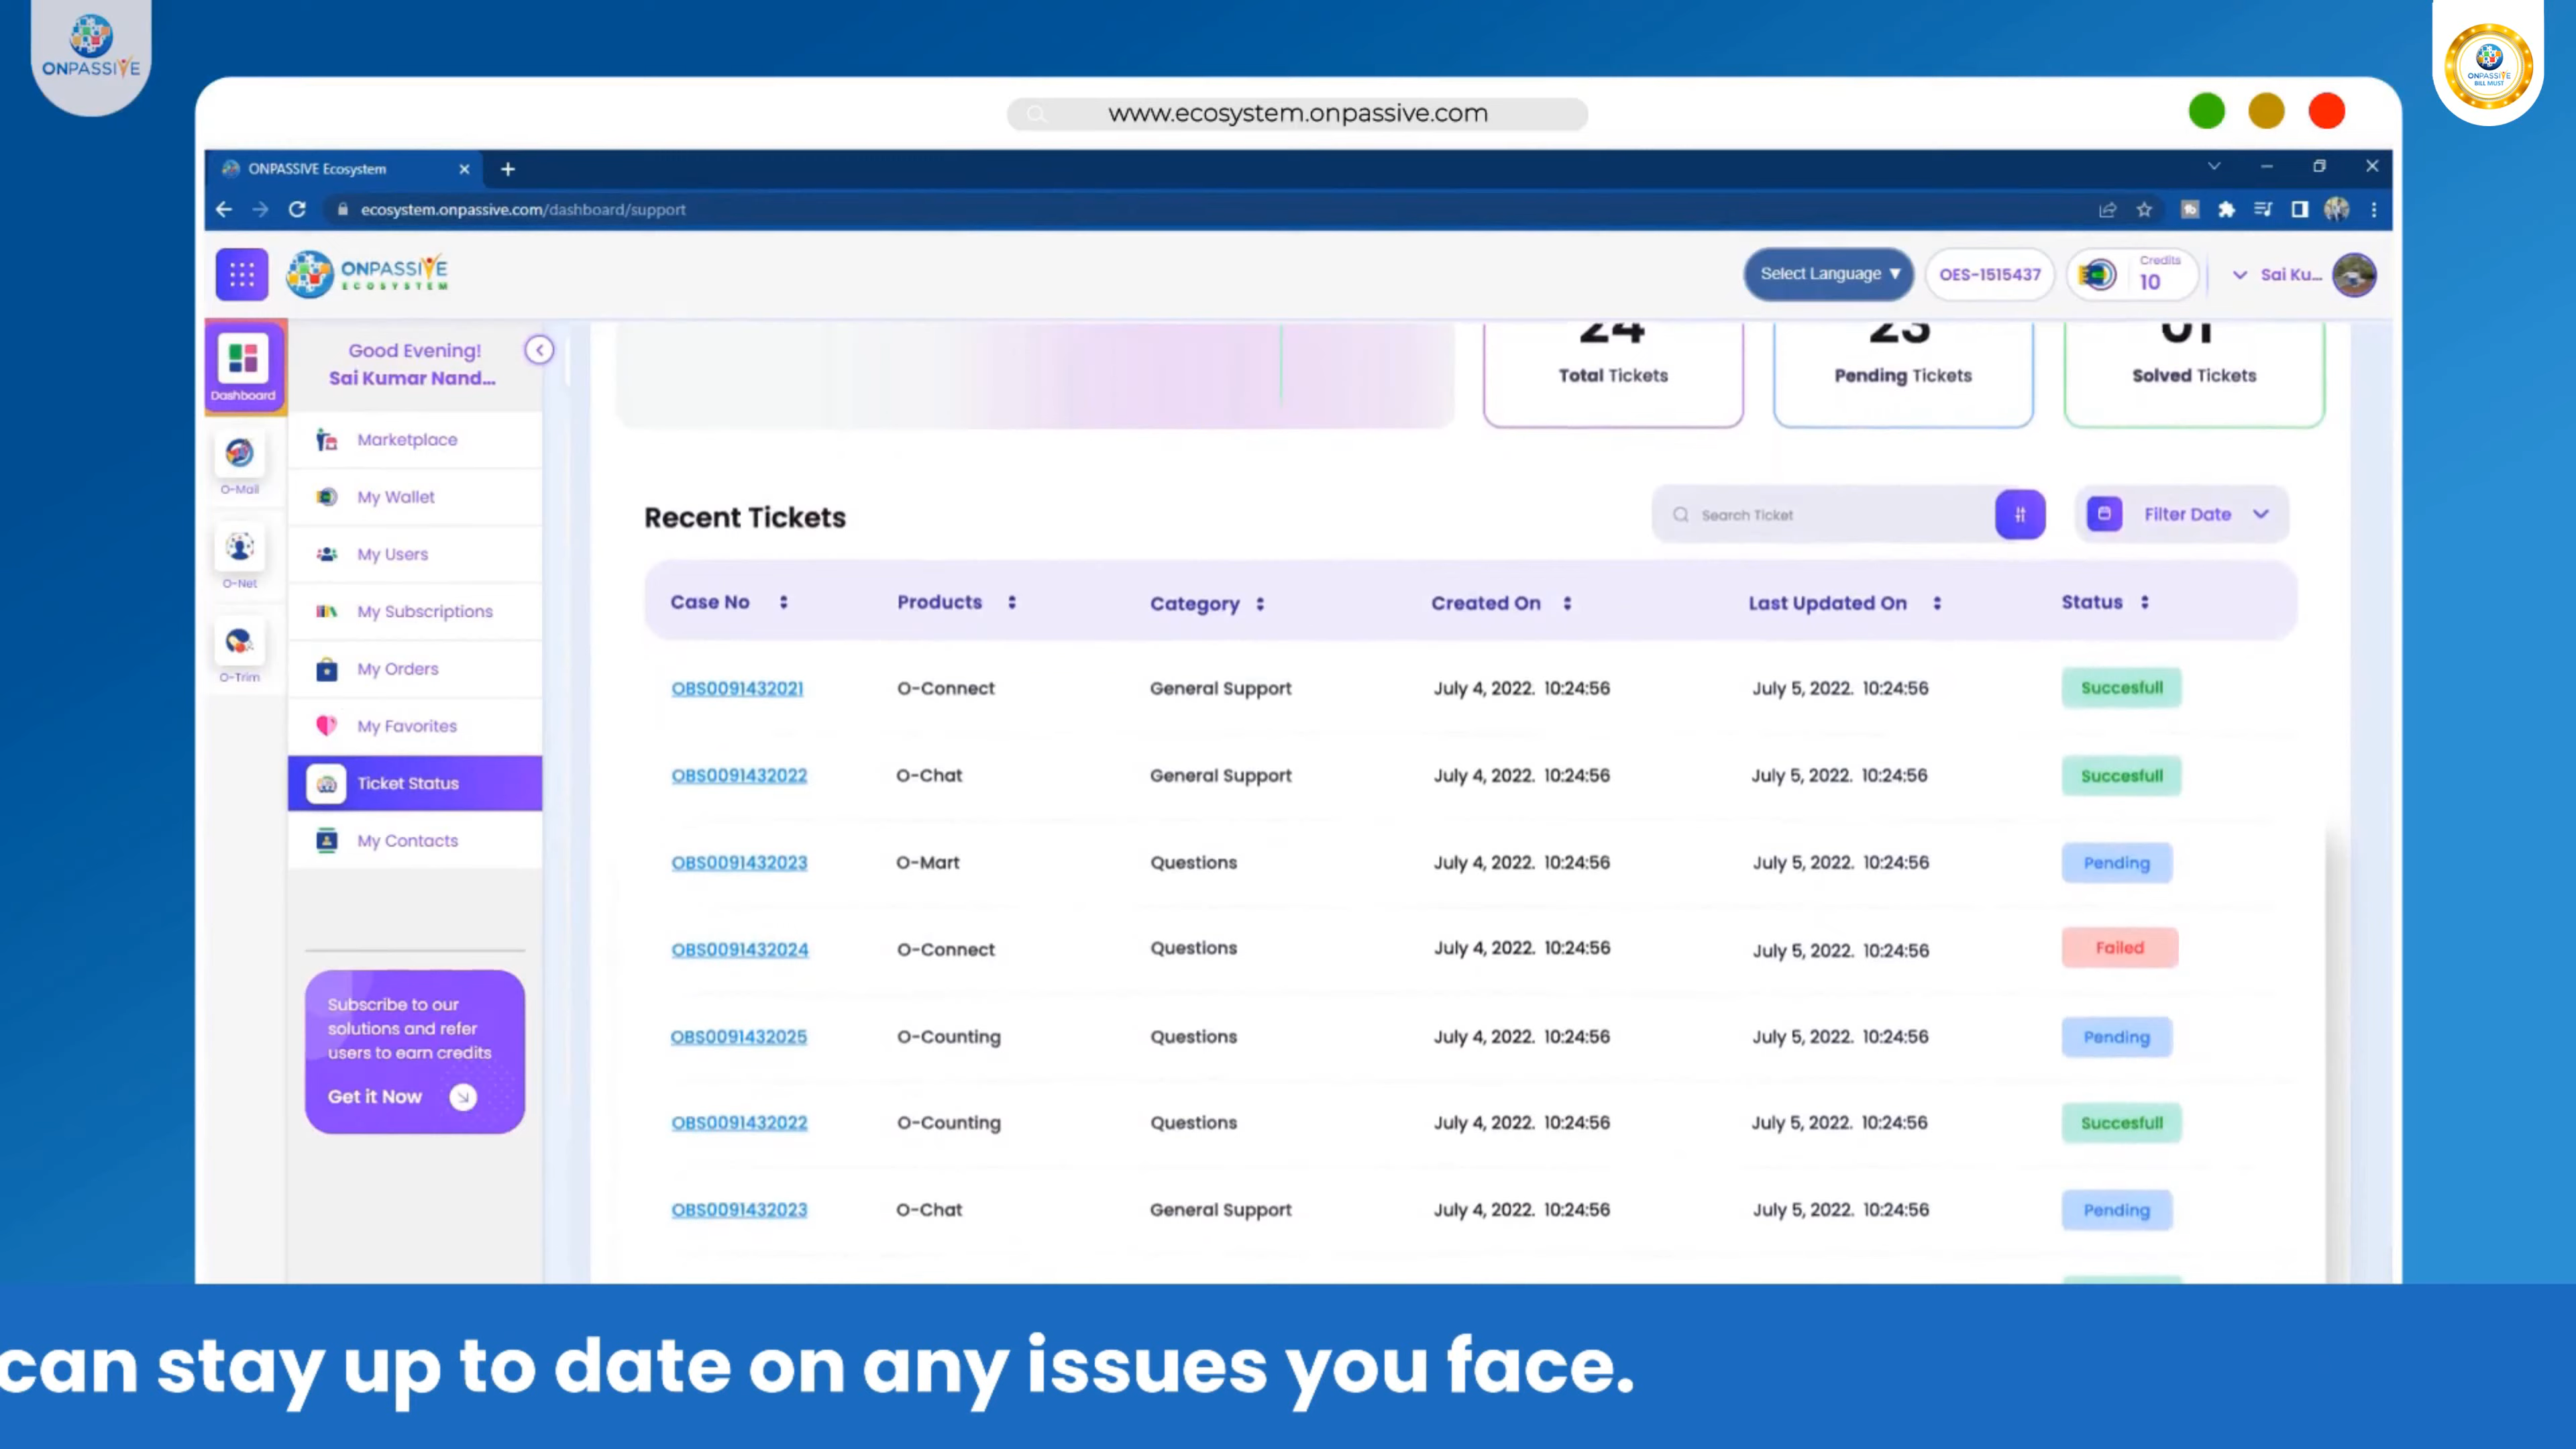 ONPASSIVE
ONPASSIVE
BILL MUST
www.ecosystem.onpassive.com
ONPASSIVE Ecosystem
ecosystem.onpassive.com/dashboard/support
ONPASSIVE
ECOSYSTEM
Select Language ▼
OES-1515437
Credits
10
Sai Ku...
Dashboard
O-Mail
O-Net
O-Trim
Good Evening!
Sai Kumar Nand...
Marketplace
My Wallet
My Users
My Subscriptions
My Orders
My Favorites
Ticket Status
My Contacts
Subscribe to our
solutions and refer
users to earn credits
Get it Now
24 23 01
Total Tickets Pending Tickets Solved Tickets
Recent Tickets
Search Ticket
Filter Date
Case No Products Category Created On Last Updated On Status
OBS0091432021 O-Connect General Support July 4, 2022. 10:24:56 July 5, 2022. 10:24:56 Succesfull
OBS0091432022 O-Chat General Support July 4, 2022. 10:24:56 July 5, 2022. 10:24:56 Succesfull
OBS0091432023 O-Mart Questions July 4, 2022. 10:24:56 July 5, 2022. 10:24:56 Pending
OBS0091432024 O-Connect Questions July 4, 2022. 10:24:56 July 5, 2022. 10:24:56 Failed
OBS0091432025 O-Counting Questions July 4, 2022. 10:24:56 July 5, 2022. 10:24:56 Pending
OBS0091432022 O-Counting Questions July 4, 2022. 10:24:56 July 5, 2022. 10:24:56 Succesfull
OBS0091432023 O-Chat General Support July 4, 2022. 10:24:56 July 5, 2022. 10:24:56 Pending
can stay up to date on any issues you face.